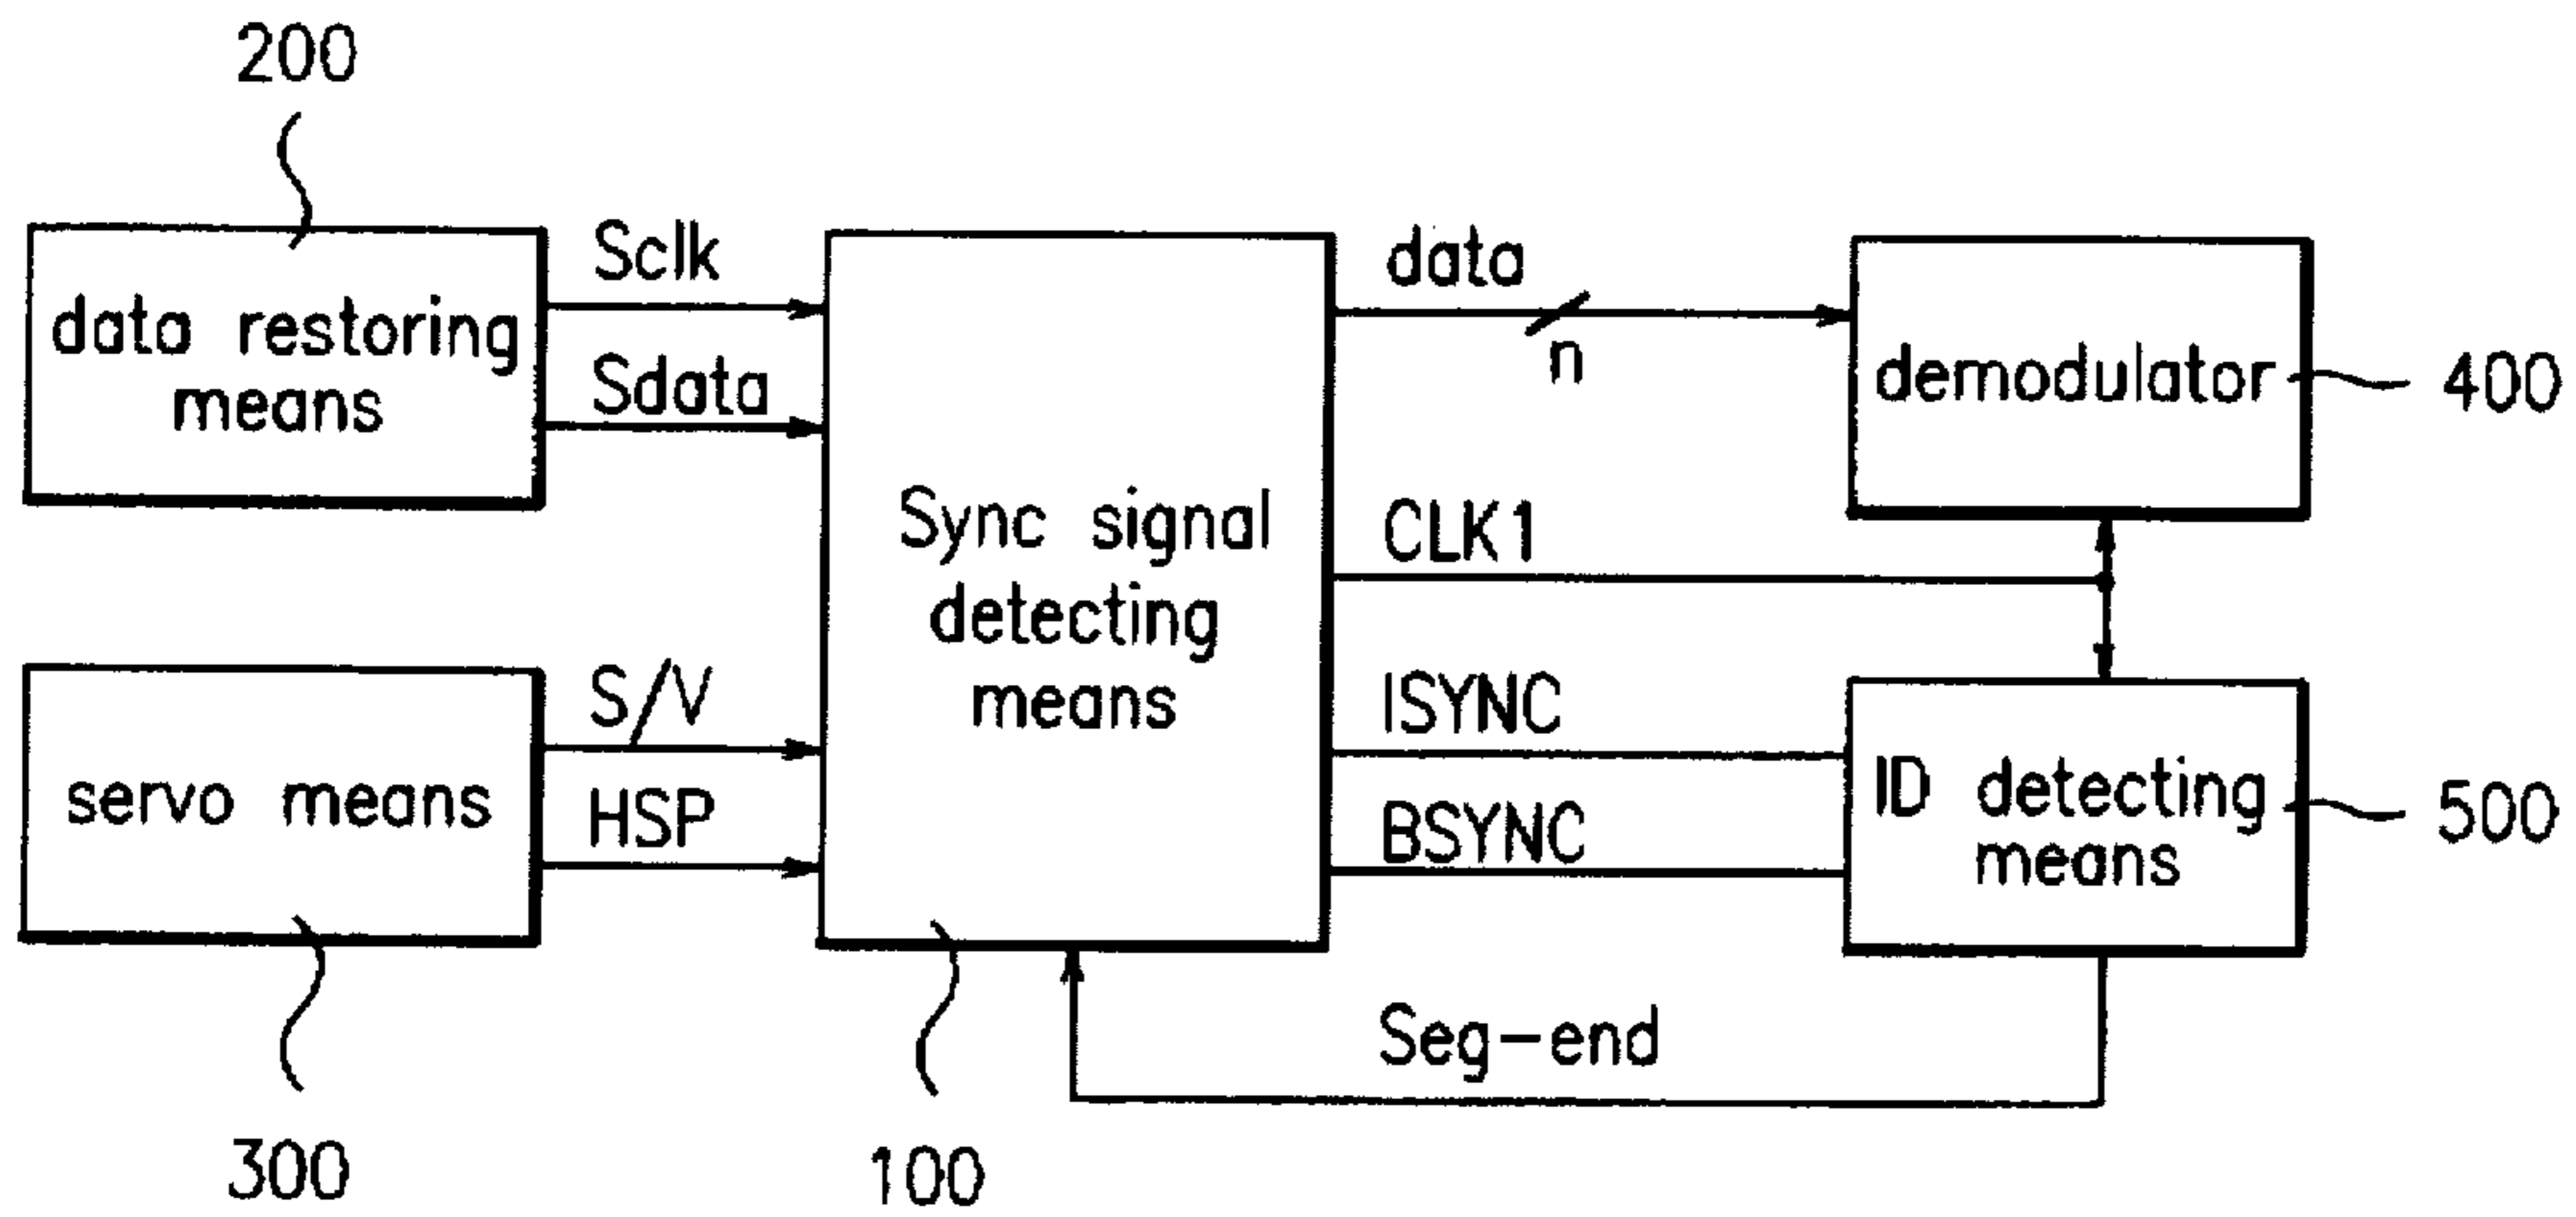 200
data restoring
means
Sclk
Sdata
servo means
S/V
HSP
300
Sync signal
detecting
means
100
data
n
CLK1
ISYNC
BSYNC
Seg-end
demodulator
400
ID detecting
means
500